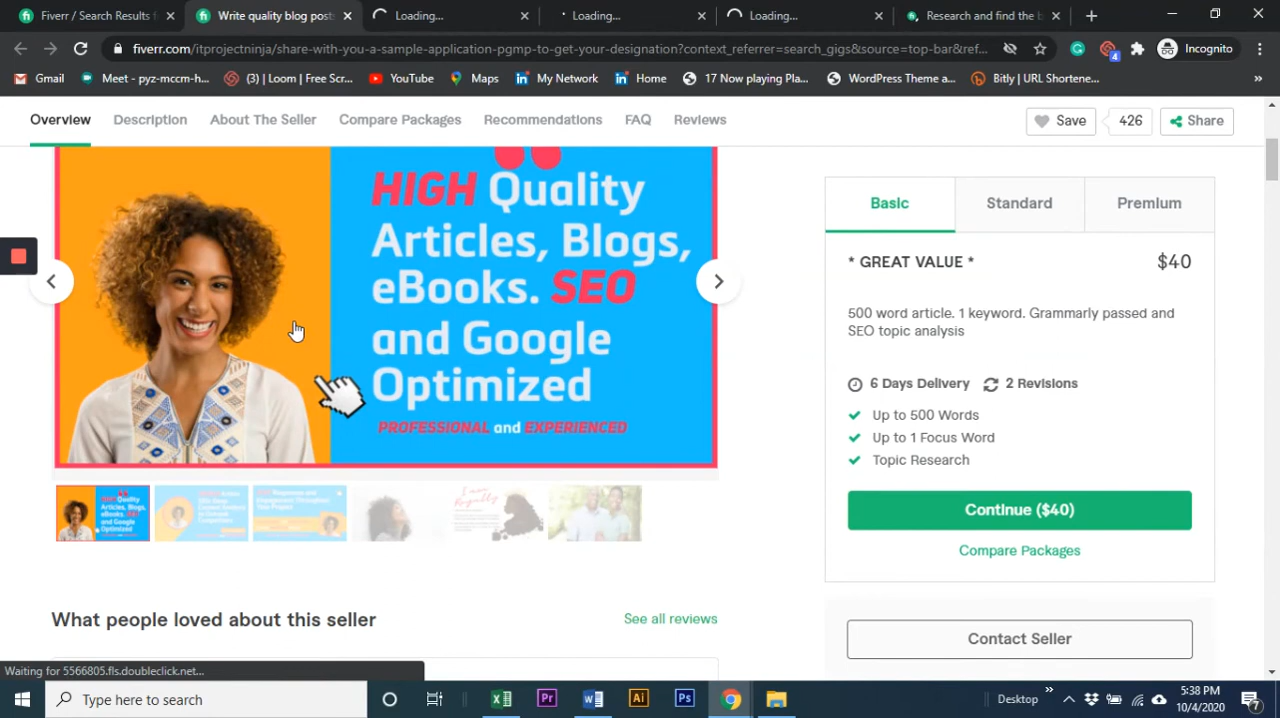 Fiverr / Search Results f
Write quality blog post
Loading...
Loading...
Loading...
Research and find the b
fiverr.com/itprojectninja/share-with-you-a-sample-application-pgmp-to-get-your-designation?context_referrer=search_gigs&source=top-bar&ref...
4
Incognito
Gmail
Meet - pyz-mccm-h...
(3) | Loom | Free Scr...
YouTube
Maps
My Network
Home
17 Now playing Pla...
WordPress Theme a...
Bitly | URL Shortene...
»
Overview
Description
About The Seller
Compare Packages
Recommendations
FAQ
Reviews
Save
426
Share
HIGH Quality
Articles, Blogs,
eBooks. SEO
and Google
Optimized
PROFESSIONAL and EXPERIENCED
Basic
Standard
Premium
* GREAT VALUE *
$40
500 word article. 1 keyword. Grammarly passed and
SEO topic analysis
6 Days Delivery
2 Revisions
Up to 500 Words
Up to 1 Focus Word
Topic Research
Continue ($40)
Compare Packages
Contact Seller
What people loved about this seller
See all reviews
Waiting for 5566805.fls.doubleclick.net...
Type here to search
Pr
Ai
Ps
Desktop
»
5:38 PM
10/4/2020
7